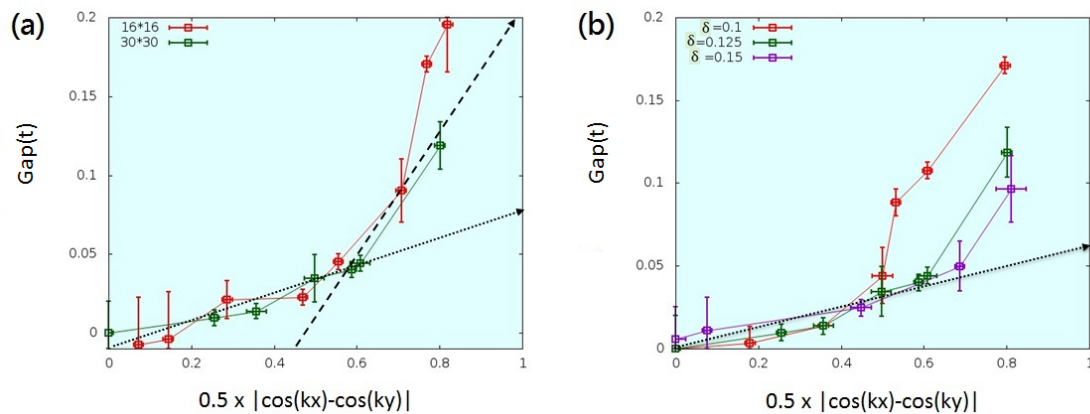 (a)
16*16
30*30
0.2
0.15
0.1
0.05
0
Gap(t)
0 0.2 0.4 0.6 0.8 1
0.5 x |cos(kx)-cos(ky)|
(b)
δ=0.1
δ=0.125
δ=0.15
0.2
0.15
0.1
0.05
0
Gap(t)
0 0.2 0.4 0.6 0.8 1
0.5 x |cos(kx)-cos(ky)|